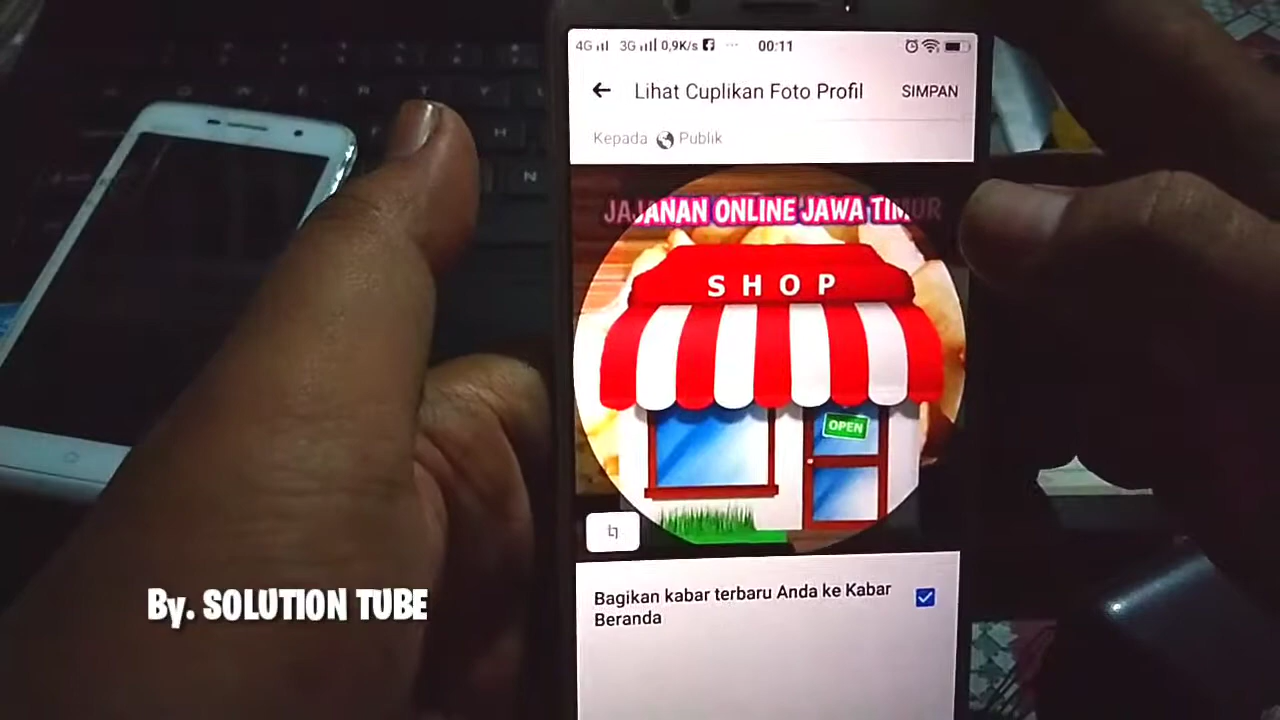 4G 3G 0,9K/s ... 00:11
Lihat Cuplikan Foto Profil SIMPAN
Kepada Publik
JAJANAN ONLINE JAWA TIMUR
SHOP
OPEN
Bagikan kabar terbaru Anda ke Kabar
Beranda
By. SOLUTION TUBE
N
H